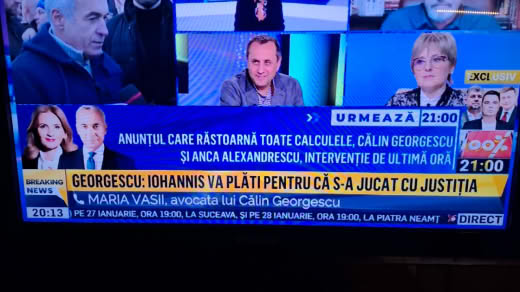 EXCLUSIV
URMEAZĂ 21:00
ANUNȚUL CARE RĂSTOARNĂ TOATE CALCULELE, CĂLIN GEORGESCU
ȘI ANCA ALEXANDRESCU, INTERVENȚIE DE ULTIMĂ ORĂ
100%
21:00
BREAKING NEWS
GEORGESCU: IOHANNIS VA PLĂTI PENTRU CĂ S-A JUCAT CU JUSTIȚIA
MARIA VASII, avocata lui Călin Georgescu
20:13
PE 27 IANUARIE, ORA 19:00, LA SUCEAVA, ȘI PE 28 IANUARIE, ORA 19:00, LA PIATRA NEAMȚ
DIRECT